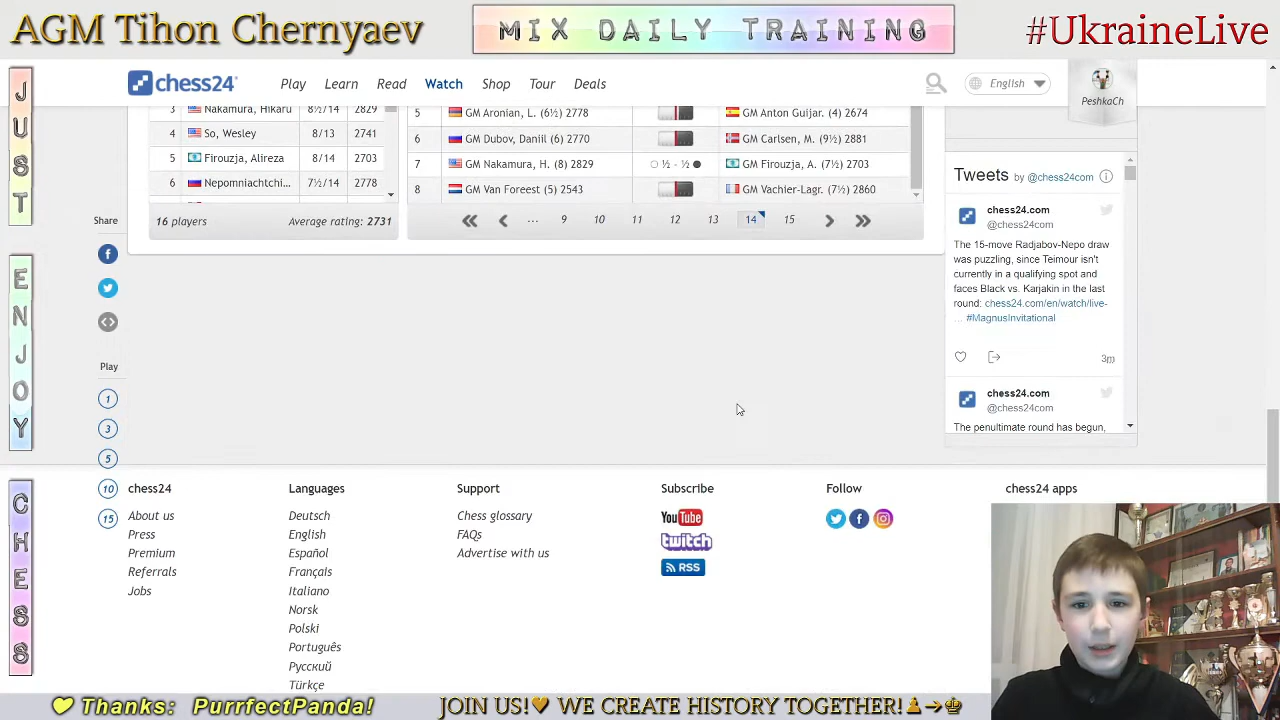 AGM Tihon Chernyaev
MIX DAILY TRAINING
#UkraineLive
JUST
ENJOY
CHESS
chess24
Play Learn Read Watch Shop Tour Deals
English
PeshkaCh
3 Nakamura, Hikaru 8½/14 2829
4 So, Wesley 8/13 2741
5 Firouzja, Alireza 8/14 2703
6 Nepomniachtchi... 7½/14 2778
16 players Average rating: 2731
5 GM Aronian, L. (6½) 2778 GM Anton Guijar. (4) 2674
6 GM Dubov, Daniil (6) 2770 GM Carlsen, M. (9½) 2881
7 GM Nakamura, H. (8) 2829 ½ - ½ GM Firouzja, A. (7½) 2703
8 GM Van Foreest (5) 2543 GM Vachier-Lagr. (7½) 2860
... 9 10 11 12 13 14 15
Share
Play
1
3
5
10
15
Tweets by @chess24com
chess24.com
@chess24com
The 15-move Radjabov-Nepo draw
was puzzling, since Teimour isn't
currently in a qualifying spot and
faces Black vs. Karjakin in the last
round: chess24.com/en/watch/live-
... #MagnusInvitational
3m
chess24.com
@chess24com
The penultimate round has begun,
chess24
About us
Press
Premium
Referrals
Jobs
Languages
Deutsch
English
Español
Français
Italiano
Norsk
Polski
Português
Русский
Türkçe
Support
Chess glossary
FAQs
Advertise with us
Subscribe
YouTube
twitch
RSS
Follow
chess24 apps
Thanks: PurrfectPanda!
JOIN US! WE CREATE HISTORY TOGETHER!